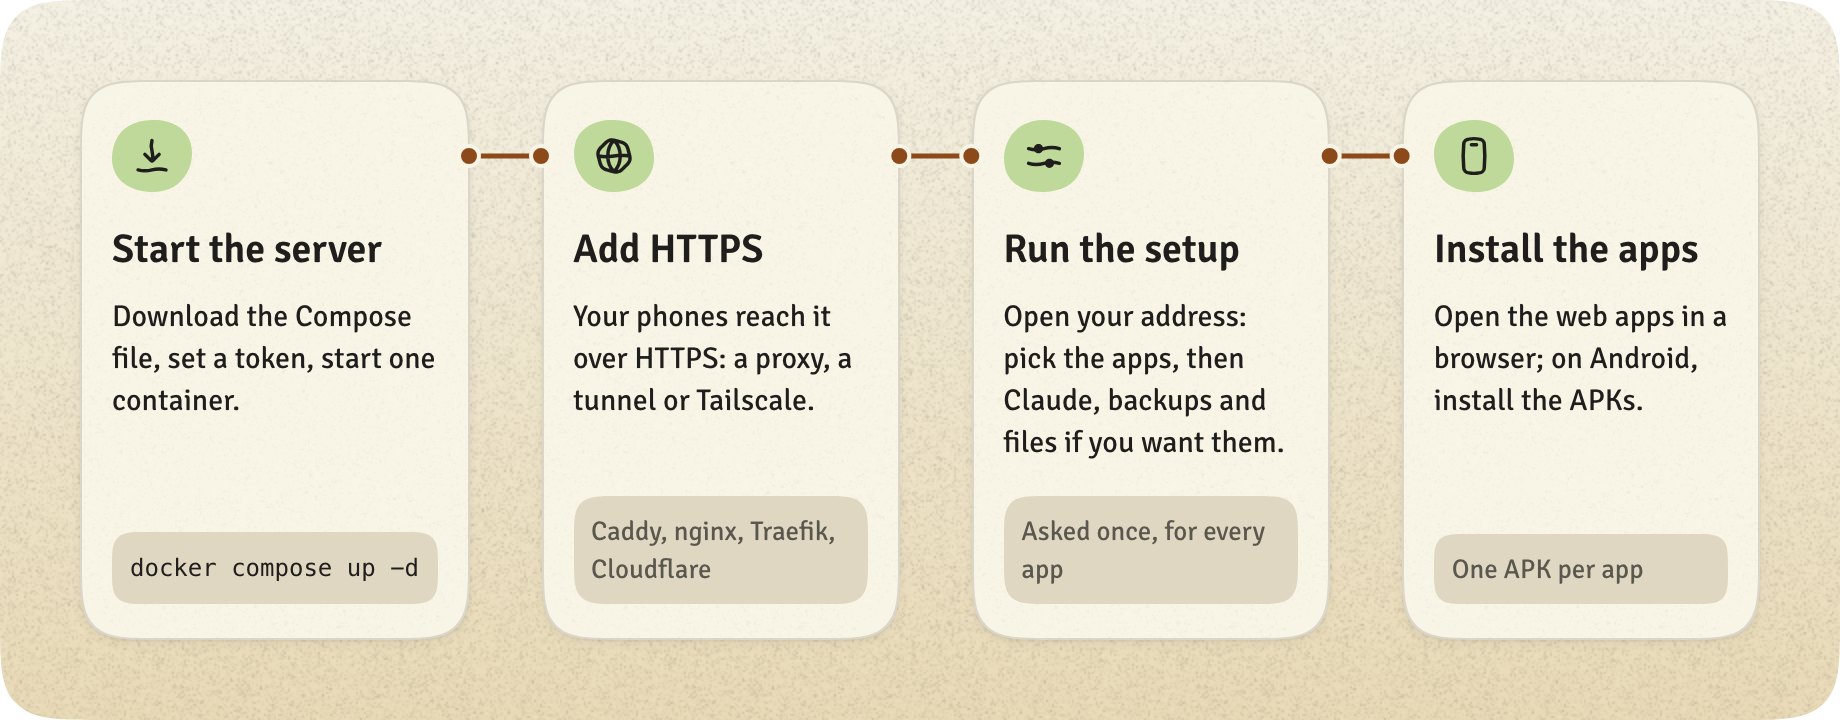 Start the server
Download the Compose
file, set a token, start one
container.
docker compose up -d
Add HTTPS
Your phones reach it
over HTTPS: a proxy, a
tunnel or Tailscale.
Caddy, nginx, Traefik,
Cloudflare
Run the setup
Open your address:
pick the apps, then
Claude, backups and
files if you want them.
Asked once, for every
app
Install the apps
Open the web apps in a
browser; on Android,
install the APKs.
One APK per app